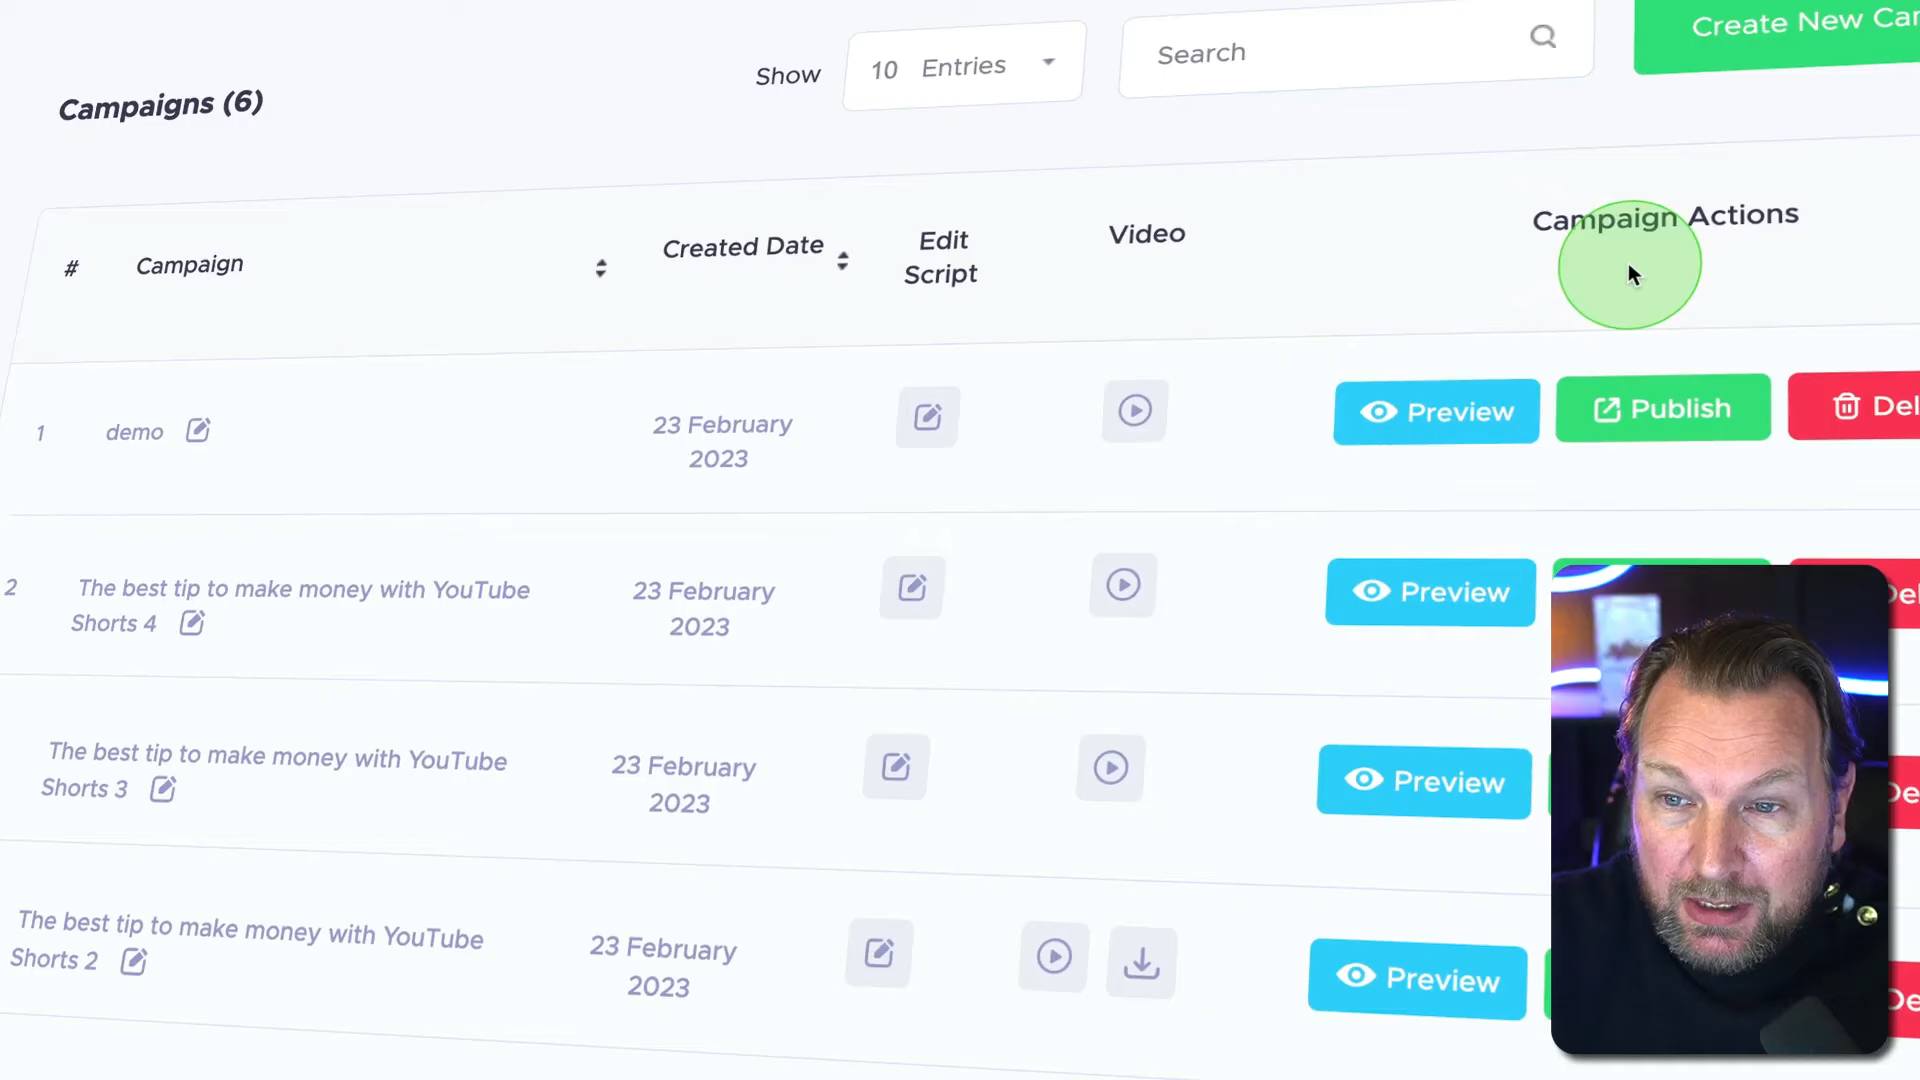 Create New
Show
10 Entries
Search
Campaigns (6)
#
Campaign
Created Date
Edit
Script
Video
Campaign Actions
1
demo
23 February
2023
Preview
Publish
Del
2
The best tip to make money with YouTube
Shorts 4
23 February
2023
Preview
The best tip to make money with YouTube
Shorts 3
23 February
2023
Preview
The best tip to make money with YouTube
Shorts 2
23 February
2023
Preview